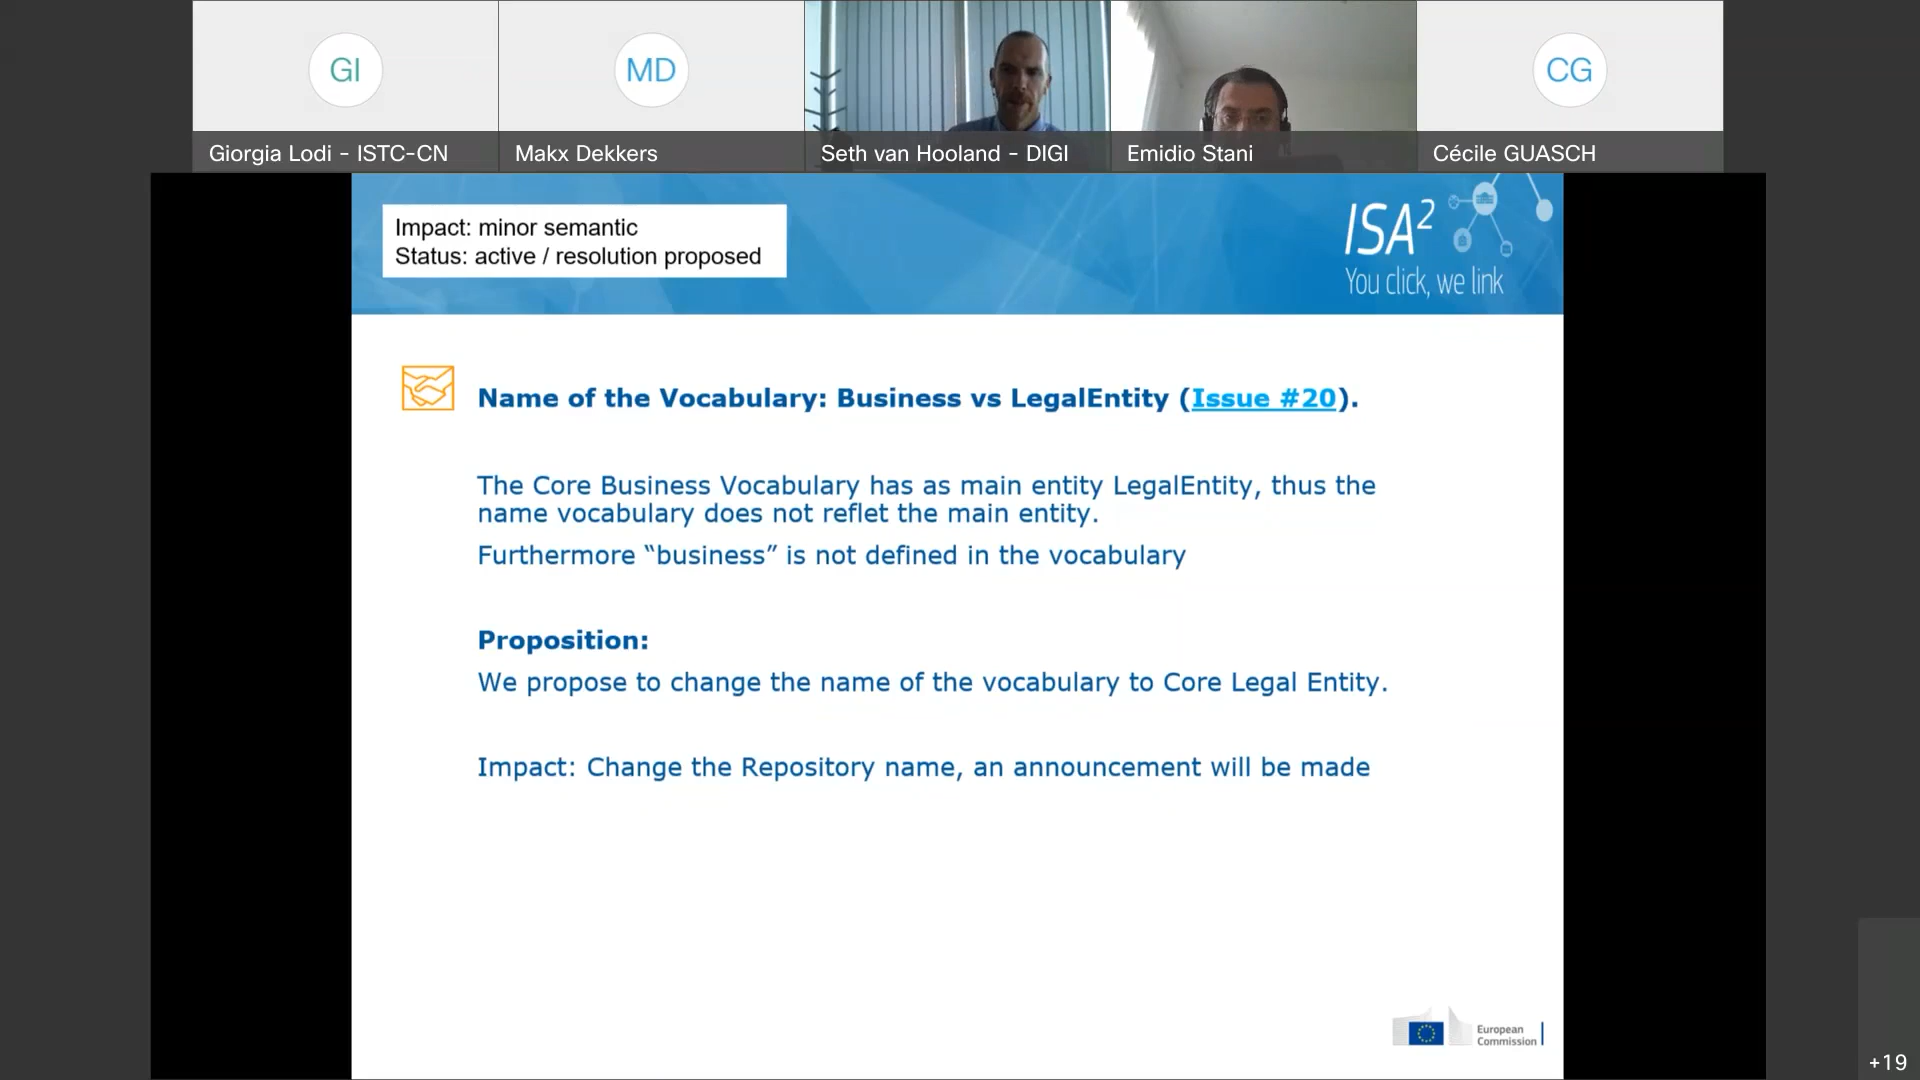 GI
MD
CG
Giorgia Lodi - ISTC-CN
Makx Dekkers
Seth van Hooland - DIGI
Emidio Stani
Cécile GUASCH
Impact: minor semantic
Status: active / resolution proposed
ISA²
You click, we link
Name of the Vocabulary: Business vs LegalEntity (Issue #20).
The Core Business Vocabulary has as main entity LegalEntity, thus the
name vocabulary does not reflet the main entity.
Furthermore “business” is not defined in the vocabulary
Proposition:
We propose to change the name of the vocabulary to Core Legal Entity.
Impact: Change the Repository name, an announcement will be made
European
Commission
+19